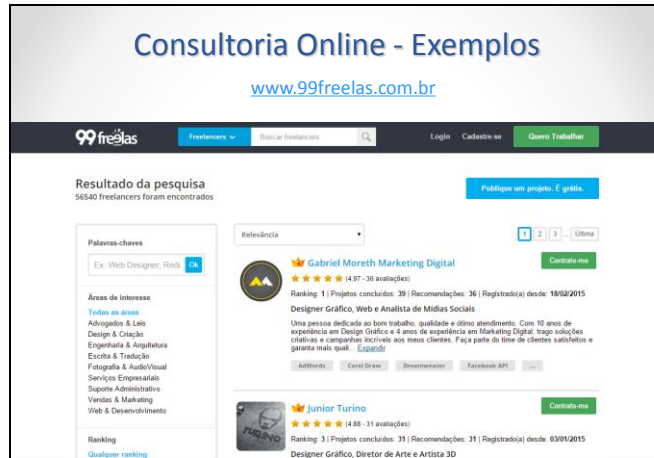 Consultoria Online - Exemplos
www.99freelas.com.br
99freelas
Freelancers
Buscar freelancers
Login
Cadastre-se
Quero Trabalhar
Resultado da pesquisa
56540 freelancers foram encontrados
Publique um projeto. É grátis.
Palavras-chaves
Ex. Web Designer, Reda
Ok
Áreas de interesse
Todas as áreas
Advogados & Leis
Design & Criação
Engenharia & Arquitetura
Escrita & Tradução
Fotografia & AudioVisual
Serviços Empresariais
Suporte Administrativo
Vendas & Marketing
Web & Desenvolvimento
Ranking
Qualquer ranking
Relevância
1 2 3 ... Última
Gabriel Moreth Marketing Digital
Contrate-me
(4.97 - 36 avaliações)
Ranking: 1 | Projetos concluídos: 39 | Recomendações: 36 | Registrado(a) desde: 18/02/2015
Designer Gráfico, Web e Analista de Mídias Sociais
Uma pessoa dedicada ao bom trabalho, qualidade e ótimo atendimento. Com 10 anos de
experiência em Design Gráfico e 4 anos de experiência em Marketing Digital, trago soluções
criativas e campanhas incríveis aos meus clientes. Faça parte do time de clientes satisfeitos e
garanta mais quali... Expandir
AdWords
Corel Draw
Dreamweaver
Facebook API
...
TURINO
Junior Turino
Contrate-me
(4.88 - 31 avaliações)
Ranking: 3 | Projetos concluídos: 31 | Recomendações: 31 | Registrado(a) desde: 03/01/2015
Designer Gráfico, Diretor de Arte e Artista 3D